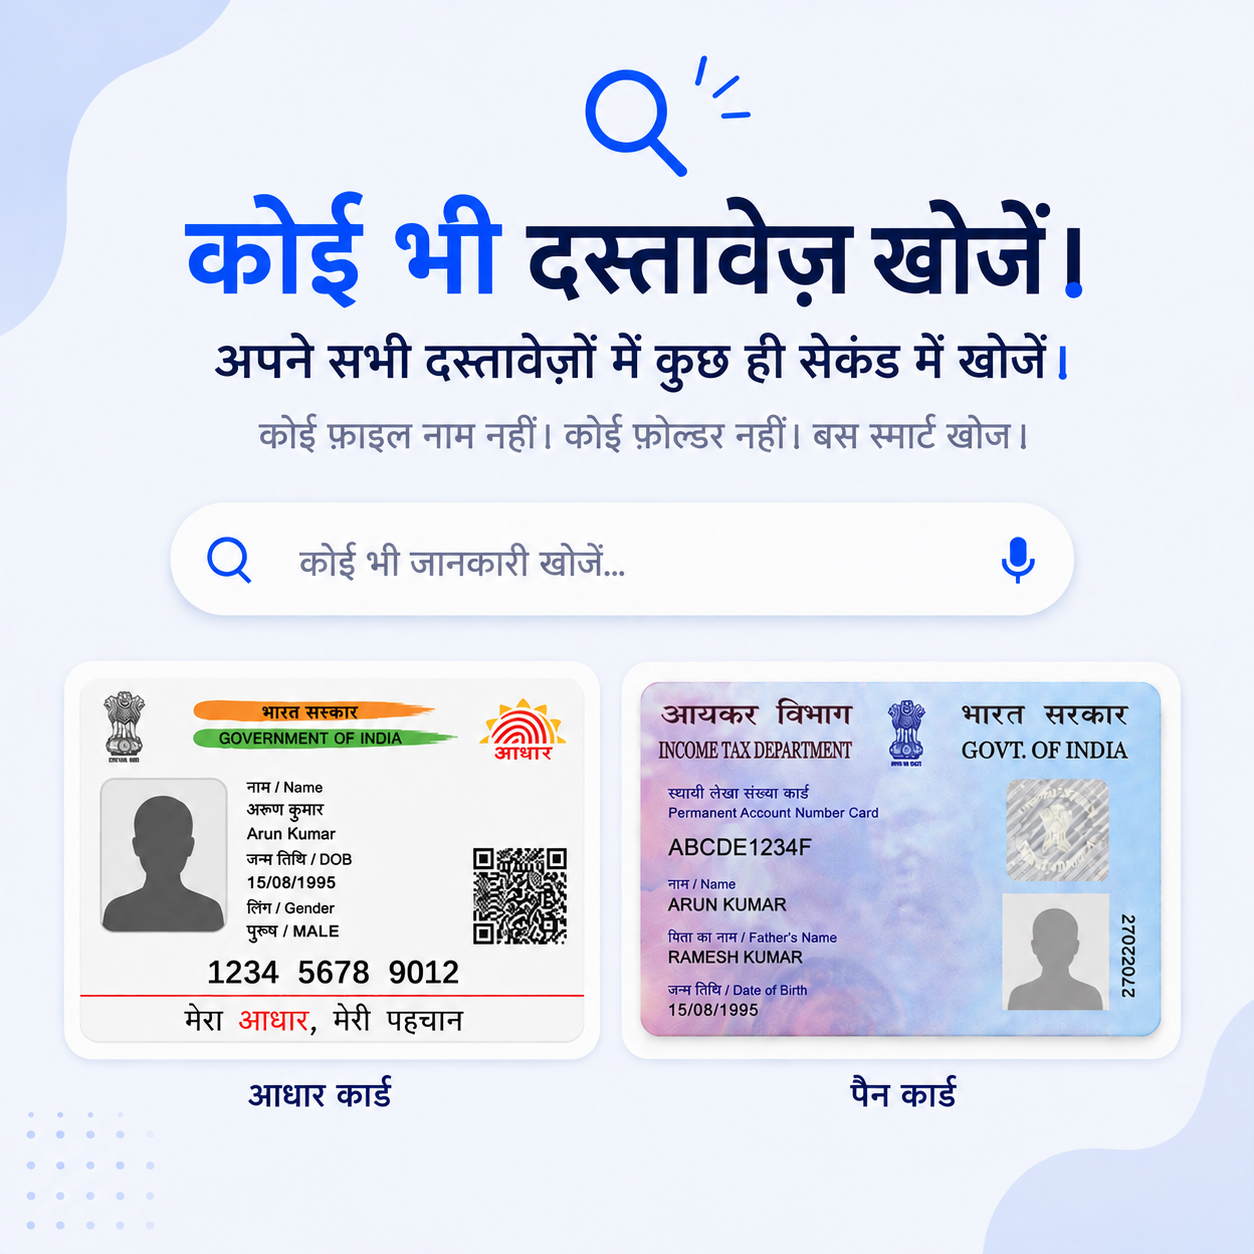 कोई भी दस्तावेज़ खोजें!
अपने सभी दस्तावेज़ों में कुछ ही सेकंड में खोजें!
कोई फ़ाइल नाम नहीं। कोई फ़ोल्डर नहीं। बस स्मार्ट खोज।
कोई भी जानकारी खोजें...
भारत सरकार
GOVERNMENT OF INDIA
आधार
नाम / Name
अरूण कुमार
Arun Kumar
जन्म तिथि / DOB
15/08/1995
लिंग / Gender
पुरूष / MALE
1234 5678 9012
मेरा आधार, मेरी पहचान
आधार कार्ड
आयकर विभाग
INCOME TAX DEPARTMENT
भारत सरकार
GOVT. OF INDIA
स्थायी लेखा संख्या कार्ड
Permanent Account Number Card
ABCDE1234F
नाम / Name
ARUN KUMAR
पिता का नाम / Father's Name
RAMESH KUMAR
जन्म तिथि / Date of Birth
15/08/1995
27022072
पैन कार्ड